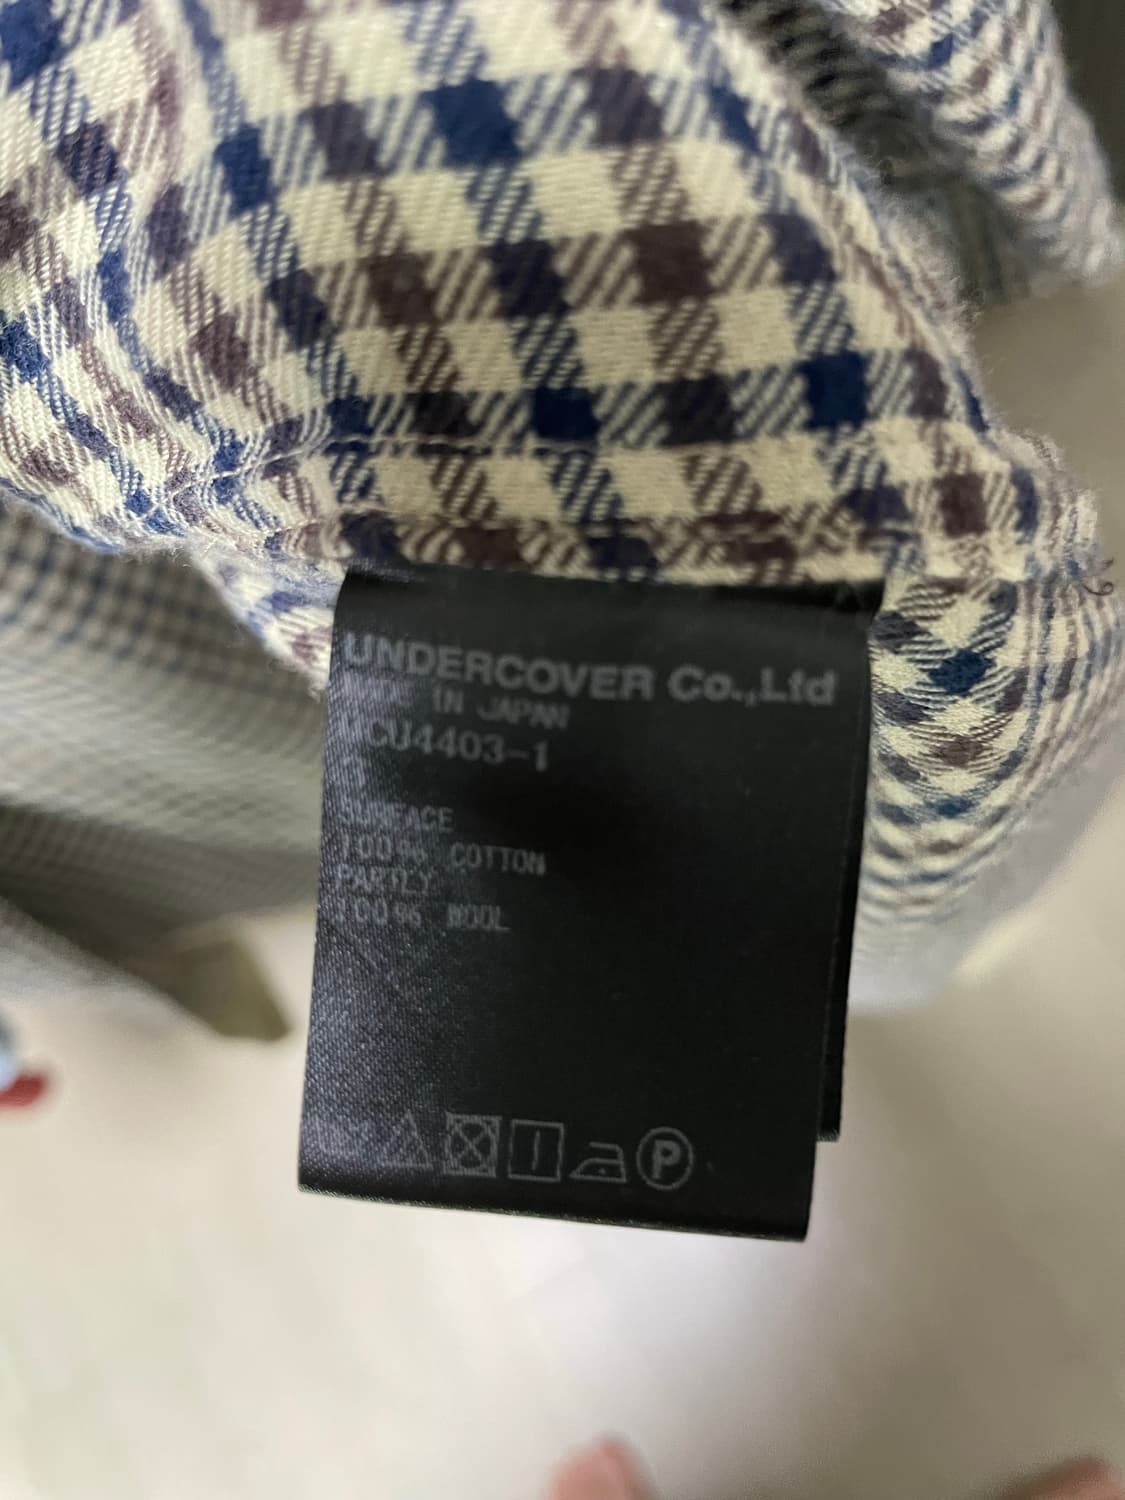 UNDERCOVER Co.,Ltd
MADE IN JAPAN
UCU4403-1
3
SURFACE
100% COTTON
PARTLY
100% WOOL
P